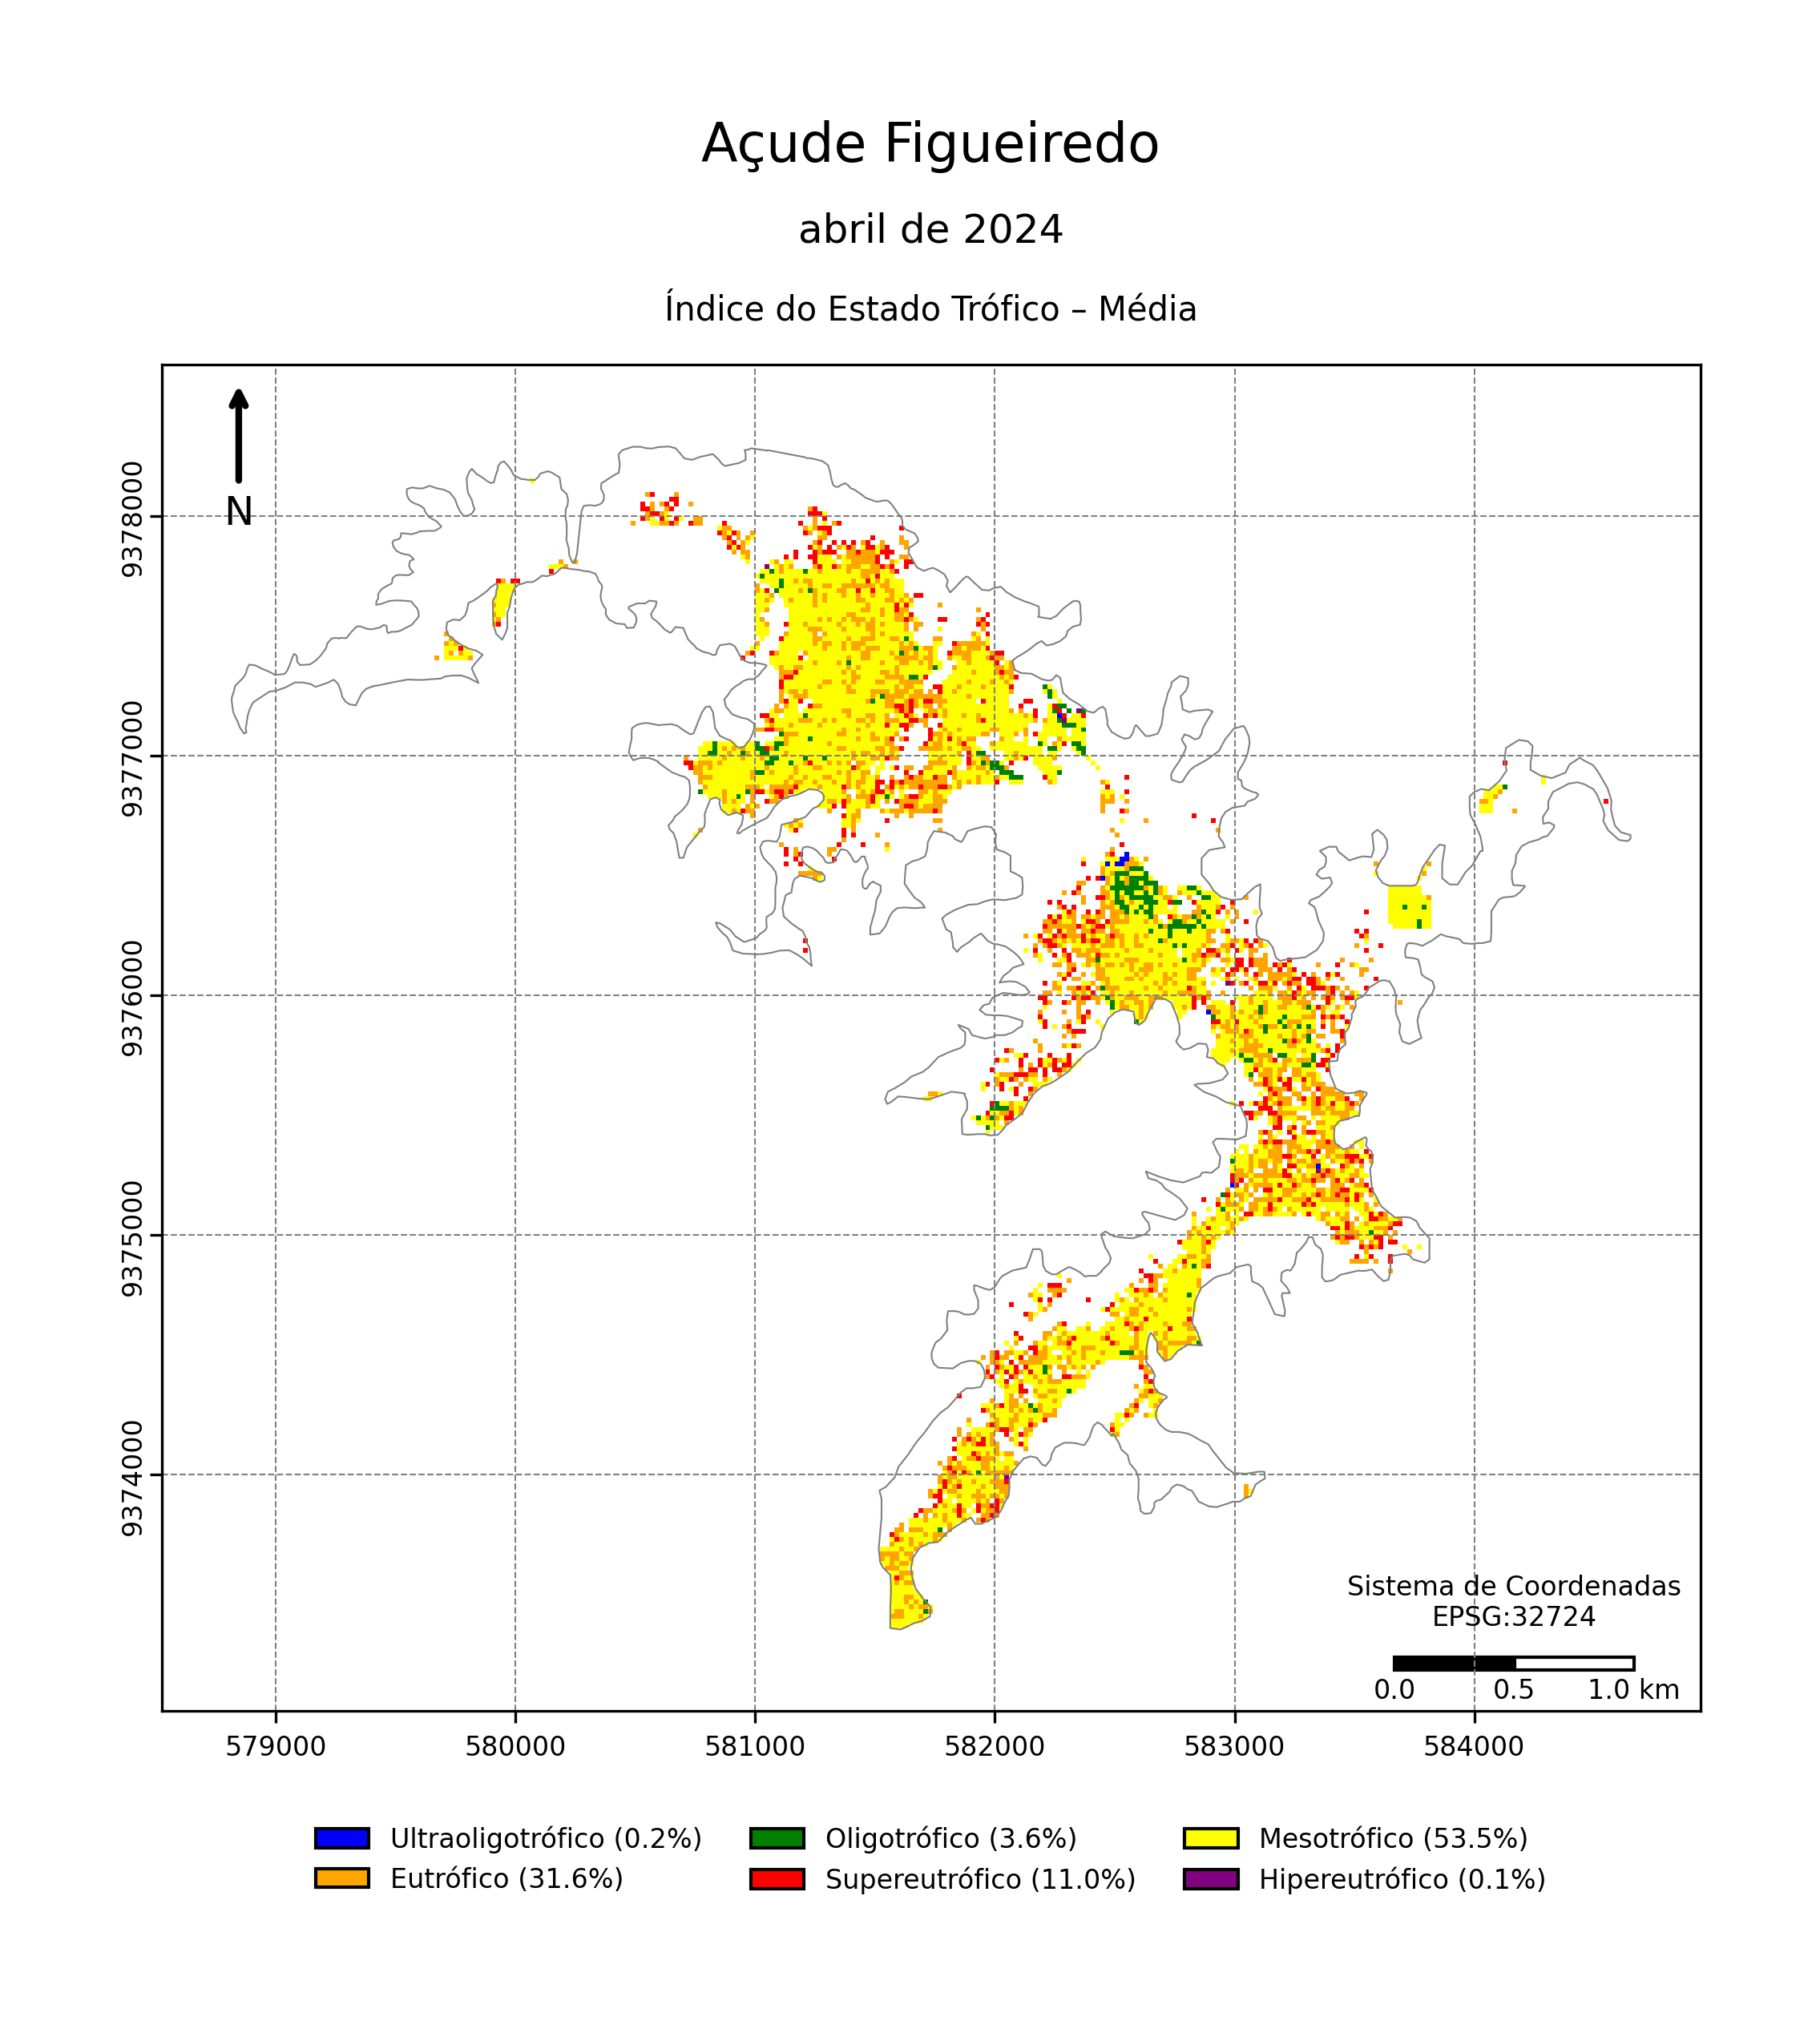 Açude Figueiredo
abril de 2024
Índice do Estado Trófico – Média
N
9378000
9377000
9376000
9375000
9374000
Sistema de Coordenadas
EPSG:32724
0.0 0.5 1.0 km
579000 580000 581000 582000 583000 584000
Ultraoligotrófico (0.2%) Oligotrófico (3.6%) Mesotrófico (53.5%)
Eutrófico (31.6%) Supereutrófico (11.0%) Hipereutrófico (0.1%)